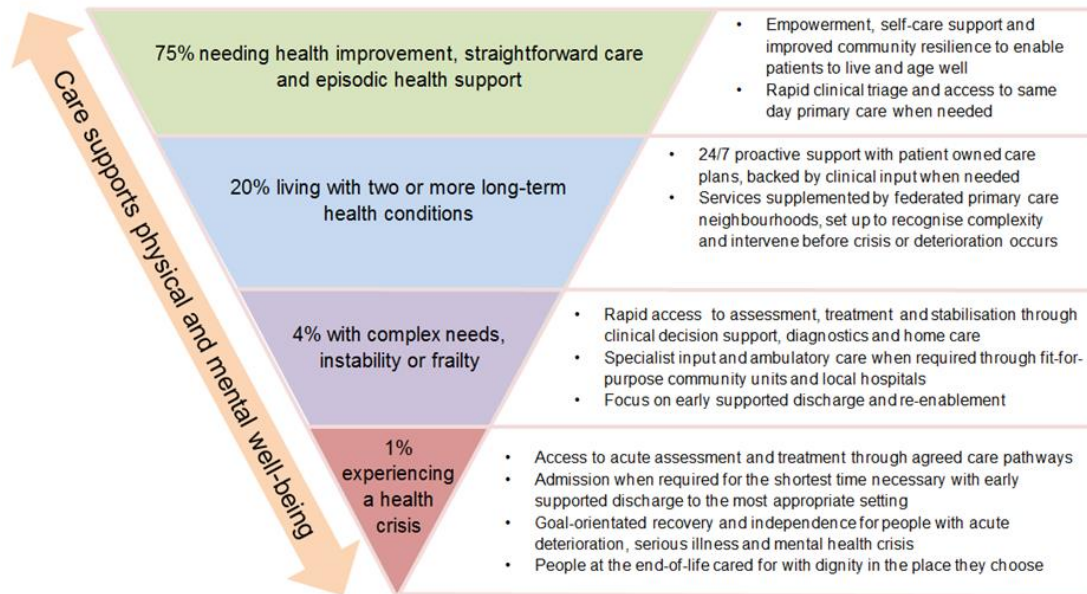 75% needing health improvement, straightforward care
and episodic health support
• Empowerment, self-care support and
improved community resilience to enable
patients to live and age well
• Rapid clinical triage and access to same
day primary care when needed
20% living with two or more long-term
health conditions
• 24/7 proactive support with patient owned care
plans, backed by clinical input when needed
• Services supplemented by federated primary care
neighbourhoods, set up to recognise complexity
and intervene before crisis or deterioration occurs
4% with complex needs,
instability or frailty
• Rapid access to assessment, treatment and stabilisation through
clinical decision support, diagnostics and home care
• Specialist input and ambulatory care when required through fit-for-
purpose community units and local hospitals
• Focus on early supported discharge and re-enablement
1%
experiencing
a health
crisis
• Access to acute assessment and treatment through agreed care pathways
• Admission when required for the shortest time necessary with early
supported discharge to the most appropriate setting
• Goal-orientated recovery and independence for people with acute
deterioration, serious illness and mental health crisis
• People at the end-of-life cared for with dignity in the place they choose
Care supports physical and mental well-being